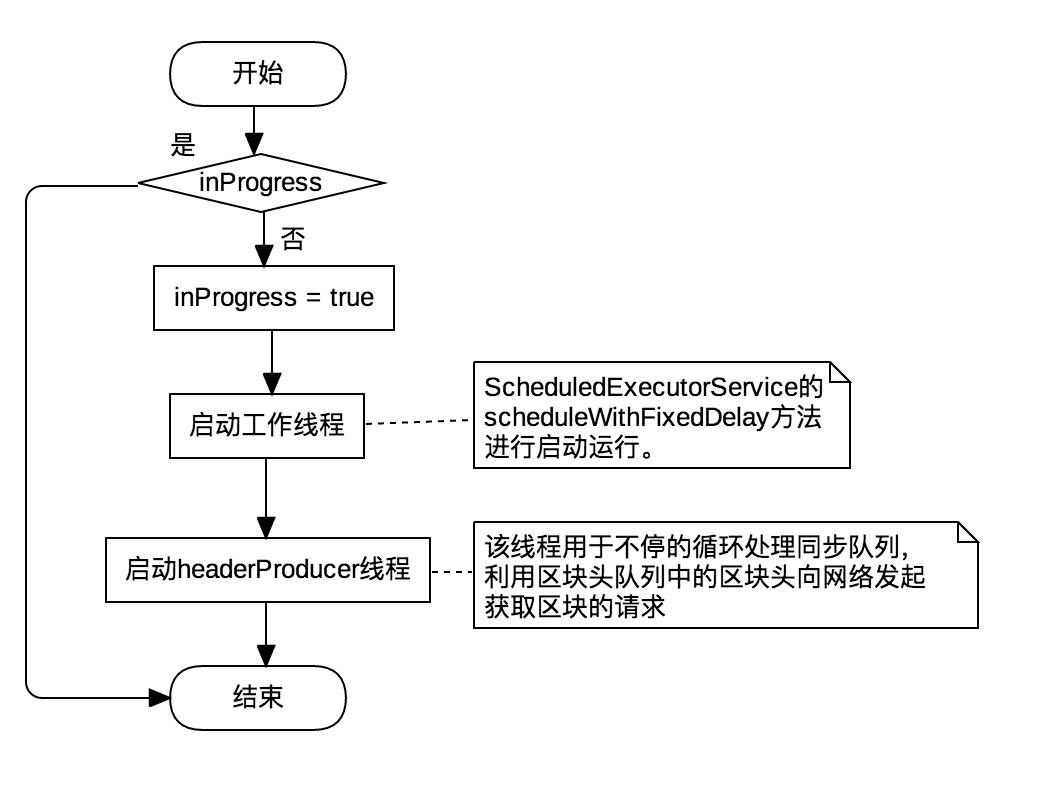 开始
是
inProgress
否
inProgress = true
启动工作线程
ScheduledExecutorService的
scheduleWithFixedDelay方法
进行启动运行。
启动headerProducer线程
该线程用于不停的循环处理同步队列，
利用区块头队列中的区块头向网络发起
获取区块的请求
结束